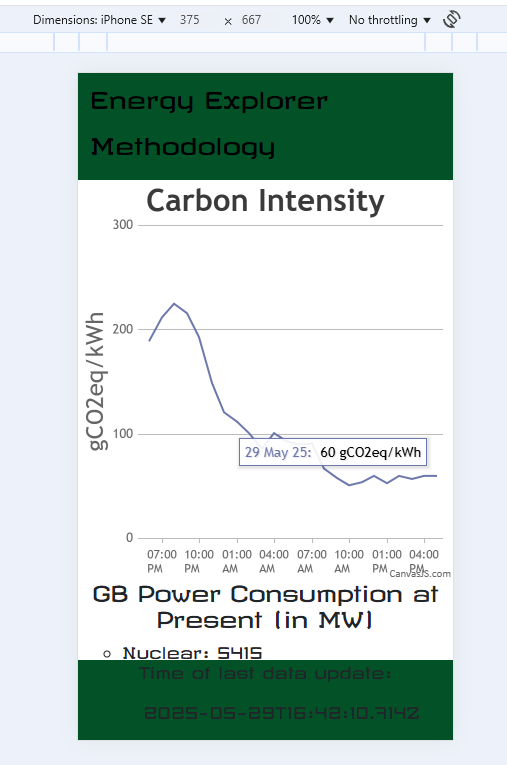 Dimensions: iPhone SE ▼ 375 × 667 100% ▼ No throttling ▼
Energy Explorer
Methodology
Carbon Intensity
gCO2eq/kWh
300
200
100
0
29 May 25: 60 gCO2eq/kWh
07:00 PM 10:00 PM 01:00 AM 04:00 AM 07:00 AM 10:00 AM 01:00 PM 04:00 PM
CanvasJS.com
GB Power Consumption at
Present (in MW)
Nuclear: 5415
Time of last data update:
2025-05-29T16:42:10.714Z